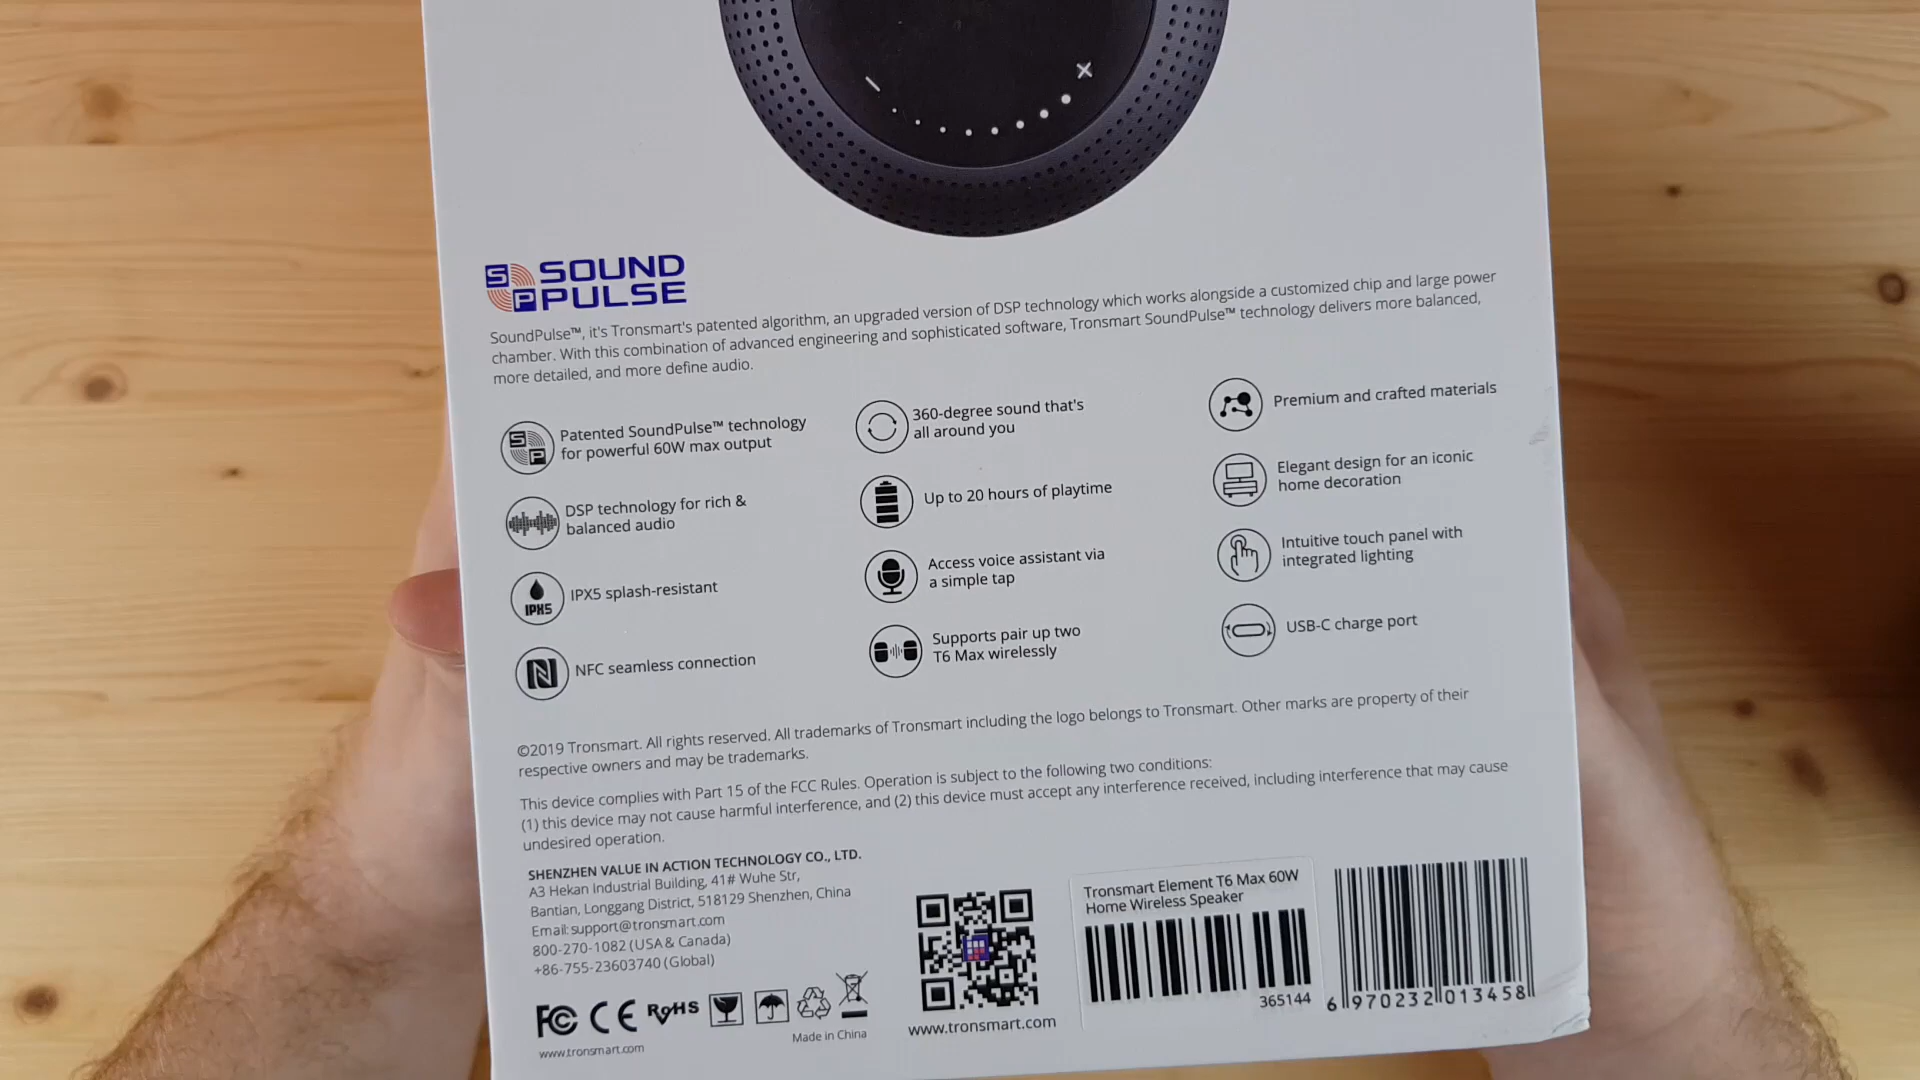 SP SOUND
PULSE
SoundPulse™, it's Tronsmart's patented algorithm, an upgraded version of DSP technology which works alongside a customized chip and large power
chamber. With this combination of advanced engineering and sophisticated software, Tronsmart SoundPulse™ technology delivers more balanced,
more detailed, and more define audio.
SP
Patented SoundPulse™ technology
for powerful 60W max output
DSP technology for rich &
balanced audio
IPX5
IPX5 splash-resistant
NFC seamless connection
360-degree sound that's
all around you
Up to 20 hours of playtime
Access voice assistant via
a simple tap
Supports pair up two
T6 Max wirelessly
Premium and crafted materials
Elegant design for an iconic
home decoration
Intuitive touch panel with
integrated lighting
USB-C charge port
©2019 Tronsmart. All rights reserved. All trademarks of Tronsmart including the logo belongs to Tronsmart. Other marks are property of their
respective owners and may be trademarks.
This device complies with Part 15 of the FCC Rules. Operation is subject to the following two conditions:
(1) this device may not cause harmful interference, and (2) this device must accept any interference received, including interference that may cause
undesired operation.
SHENZHEN VALUE IN ACTION TECHNOLOGY CO., LTD.
A3 Hekan Industrial Building, 41# Wuhe Str,
Bantian, Longgang District, 518129 Shenzhen, China
Email: support@tronsmart.com
800-270-1082 (USA & Canada)
+86-755-23603740 (Global)
FC CE RoHS
www.tronsmart.com
Made in China
www.tronsmart.com
Tronsmart Element T6 Max 60W
Home Wireless Speaker
365144
6 970232 013458